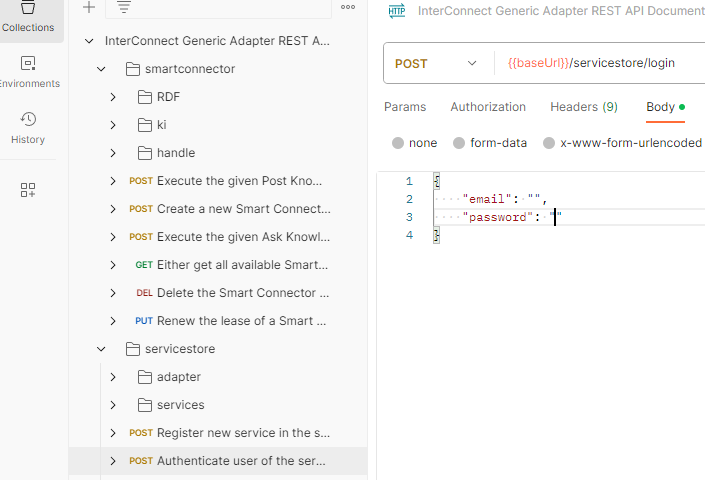 Collections
Environments
History
InterConnect Generic Adapter REST A...
smartconnector
RDF
ki
handle
POST Execute the given Post Kno...
POST Create a new Smart Connect...
POST Execute the given Ask Knowl...
GET Either get all available Smart...
DEL Delete the Smart Connector ...
PUT Renew the lease of a Smart ...
servicestore
adapter
services
POST Register new service in the s...
POST Authenticate user of the ser...
HTTP InterConnect Generic Adapter REST API Document
POST {{baseUrl}}/servicestore/login
Params Authorization Headers (9) Body
none form-data x-www-form-urlencoded
1 {
2 "email": "",
3 "password": ""
4 }